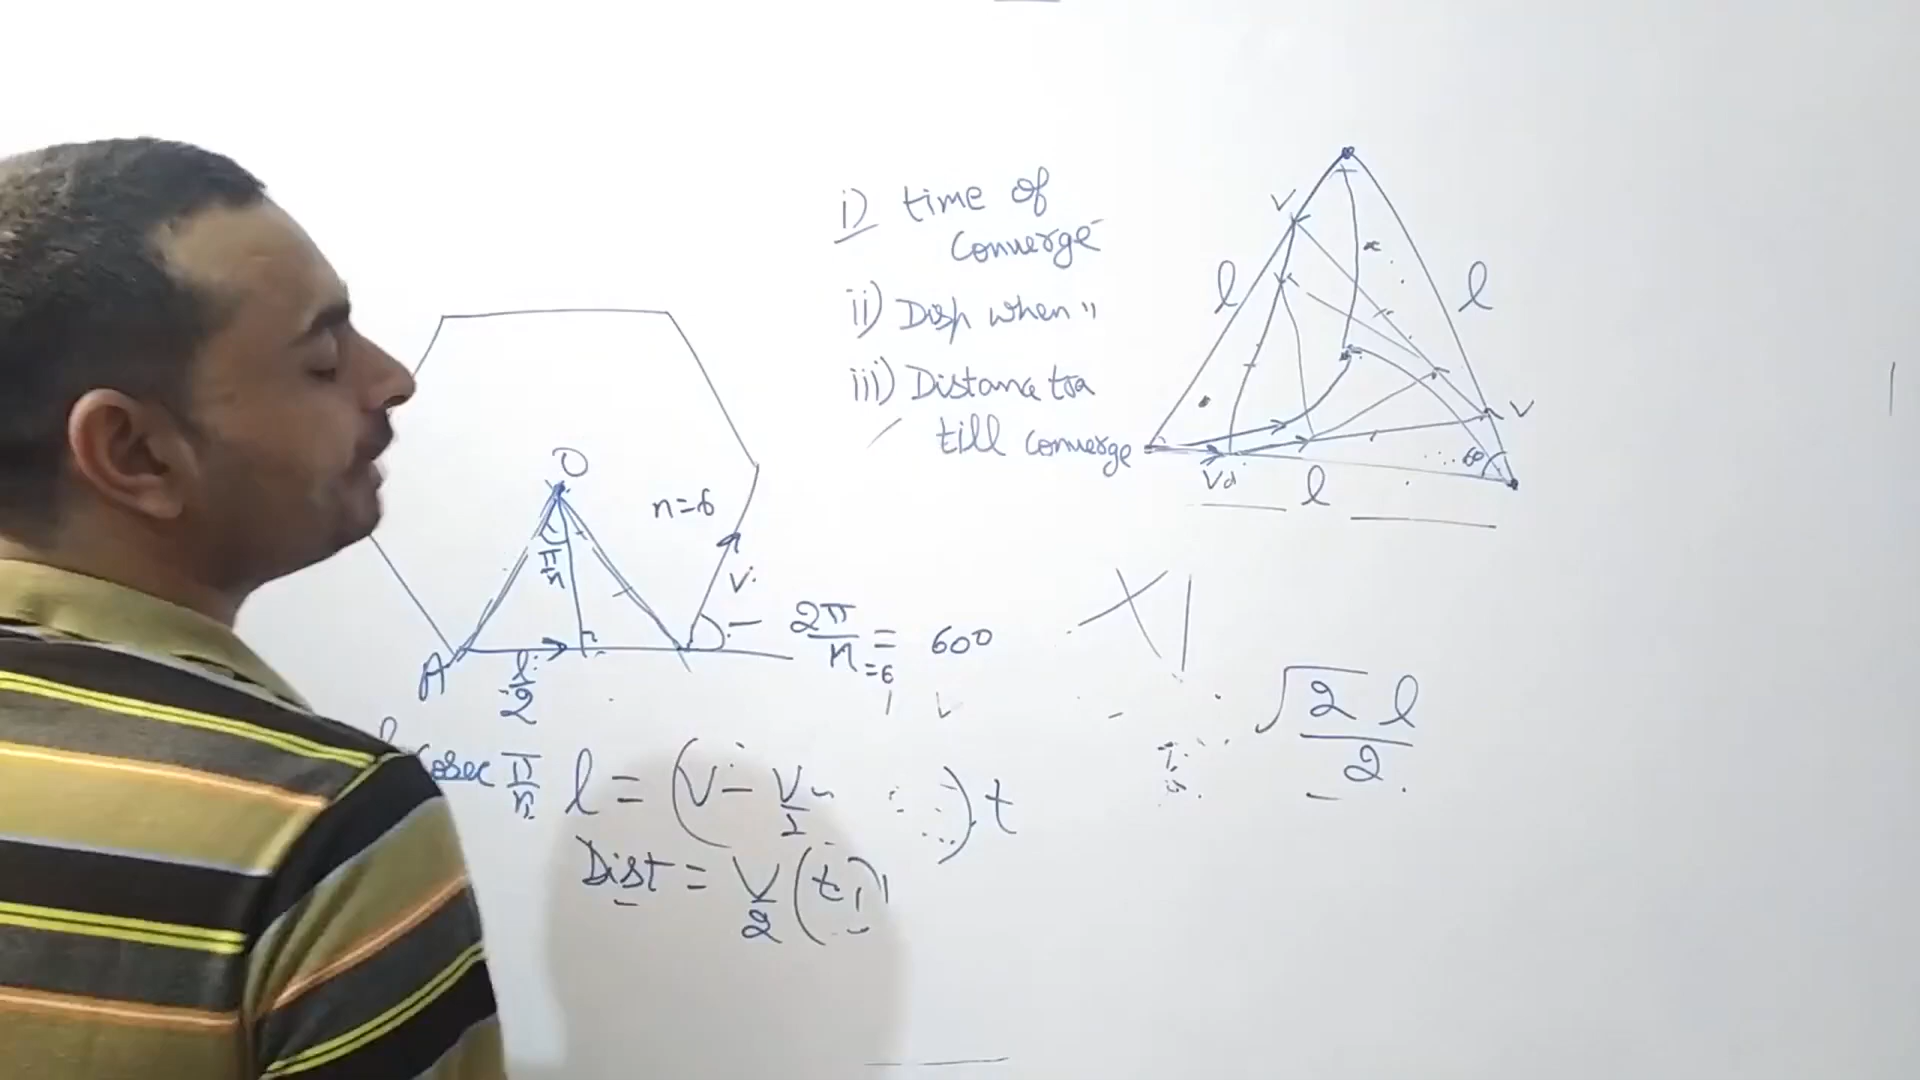 i) time of
converge
ii) Disp when "
iii) Distance tra
till converge
V
l
l
V
60
Vd
l
O
π/n
n=6
V
A
l/2
2π/n = 60°
=6
cosec π/n
l = (V - V/2) t
Dist = V/2 (t)
√2 l / 2